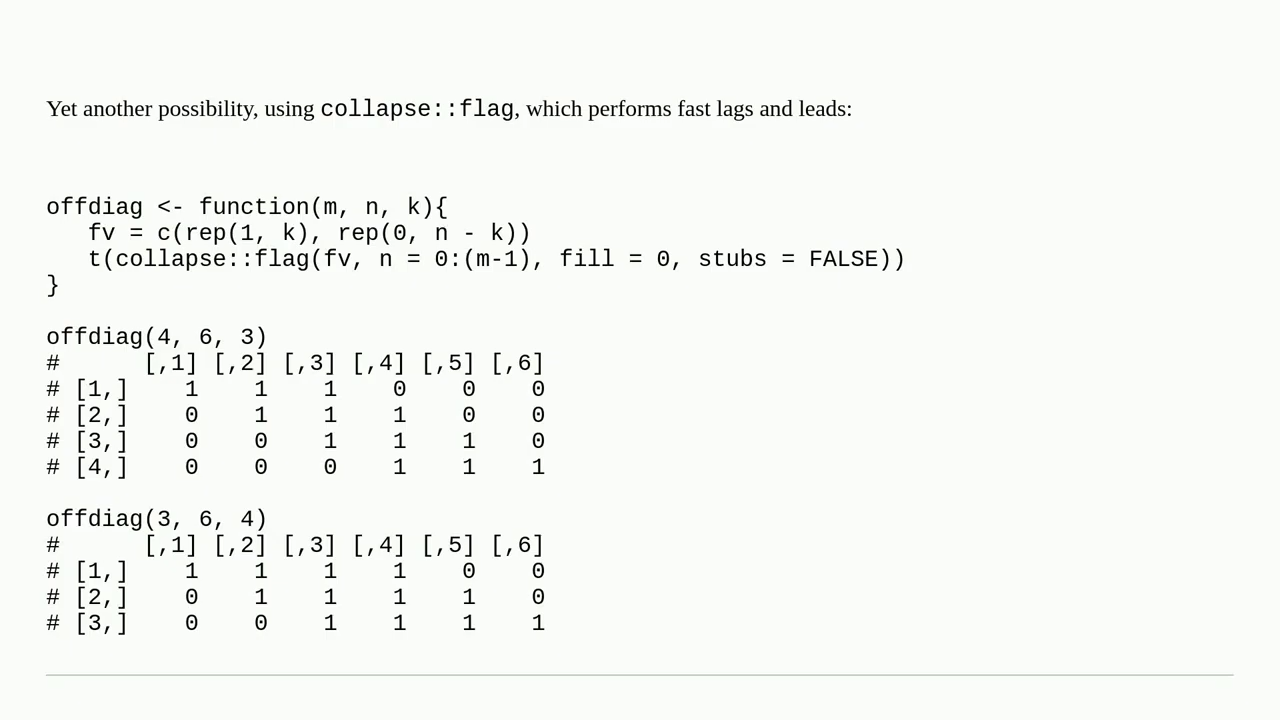 Yet another possibility, using collapse::flag, which performs fast lags and leads:
offdiag <- function(m, n, k){
   fv = c(rep(1, k), rep(0, n - k))
   t(collapse::flag(fv, n = 0:(m-1), fill = 0, stubs = FALSE))
}
offdiag(4, 6, 3)
#      [,1] [,2] [,3] [,4] [,5] [,6]
# [1,]    1    1    1    0    0    0
# [2,]    0    1    1    1    0    0
# [3,]    0    0    1    1    1    0
# [4,]    0    0    0    1    1    1
offdiag(3, 6, 4)
#      [,1] [,2] [,3] [,4] [,5] [,6]
# [1,]    1    1    1    1    0    0
# [2,]    0    1    1    1    1    0
# [3,]    0    0    1    1    1    1